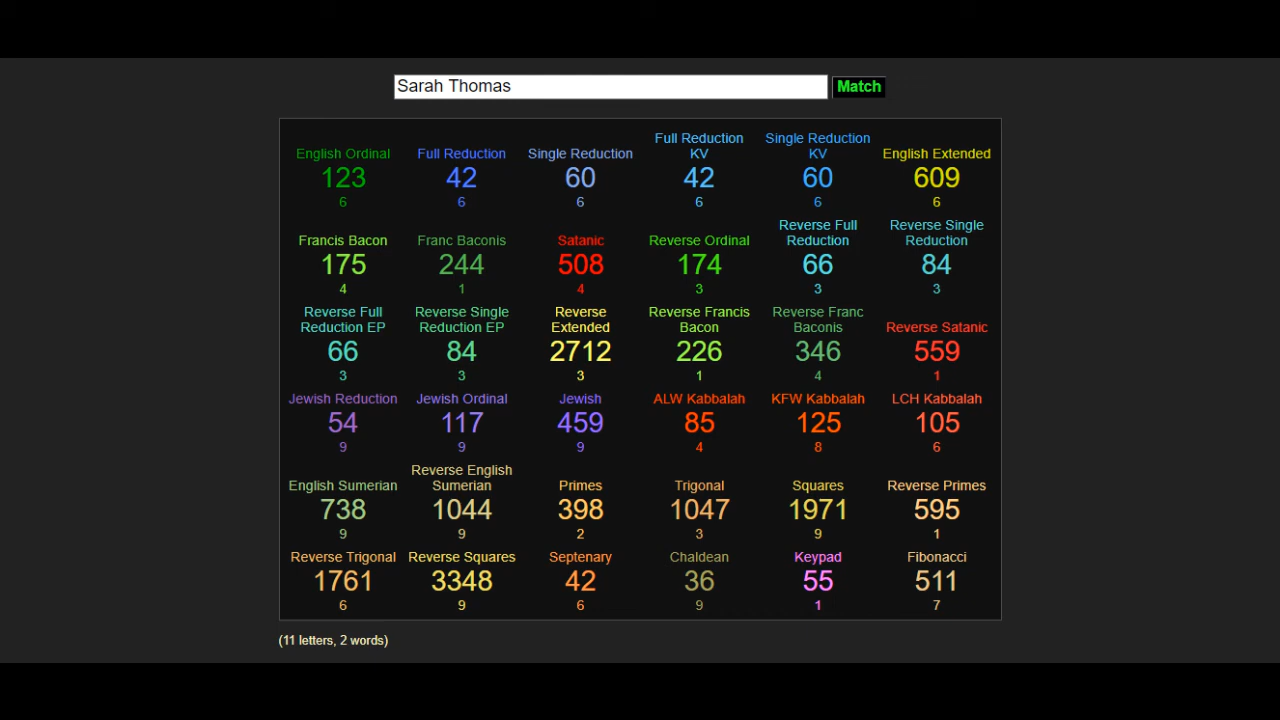 Sarah Thomas Match
Full Reduction Single Reduction
English Ordinal Full Reduction Single Reduction KV KV English Extended
123 42 60 42 60 609
6 6 6 6 6 6
Reverse Full Reverse Single
Francis Bacon Franc Baconis Satanic Reverse Ordinal Reduction Reduction
175 244 508 174 66 84
4 1 4 3 3 3
Reverse Full Reverse Single Reverse Reverse Francis Reverse Franc
Reduction EP Reduction EP Extended Bacon Baconis Reverse Satanic
66 84 2712 226 346 559
3 3 3 1 4 1
Jewish Reduction Jewish Ordinal Jewish ALW Kabbalah KFW Kabbalah LCH Kabbalah
54 117 459 85 125 105
9 9 9 4 8 6
Reverse English
English Sumerian Sumerian Primes Trigonal Squares Reverse Primes
738 1044 398 1047 1971 595
9 9 2 3 9 1
Reverse Trigonal Reverse Squares Septenary Chaldean Keypad Fibonacci
1761 3348 42 36 55 511
6 9 6 9 1 7
(11 letters, 2 words)